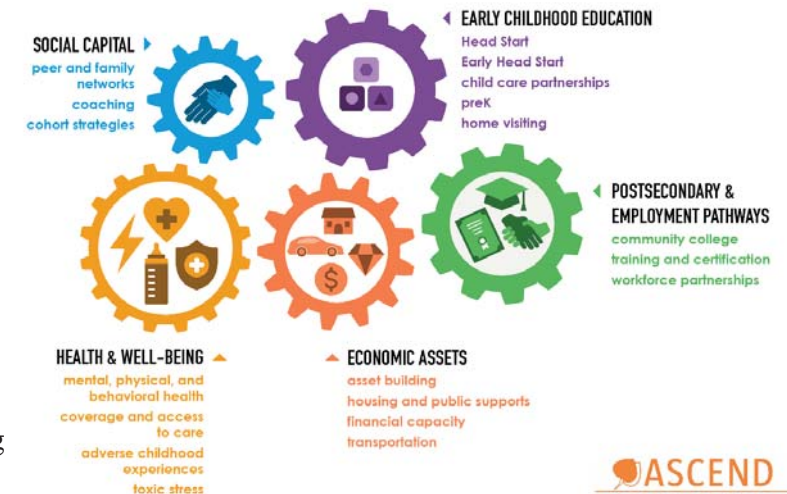 SOCIAL CAPITAL
peer and family
networks
coaching
cohort strategies
EARLY CHILDHOOD EDUCATION
Head Start
Early Head Start
child care partnerships
preK
home visiting
POSTSECONDARY &
EMPLOYMENT PATHWAYS
community college
training and certification
workforce partnerships
HEALTH & WELL-BEING
mental, physical, and
behavioral health
coverage and access
to care
adverse childhood
experiences
toxic stress
ECONOMIC ASSETS
asset building
housing and public supports
financial capacity
transportation
$
g
ASCEND